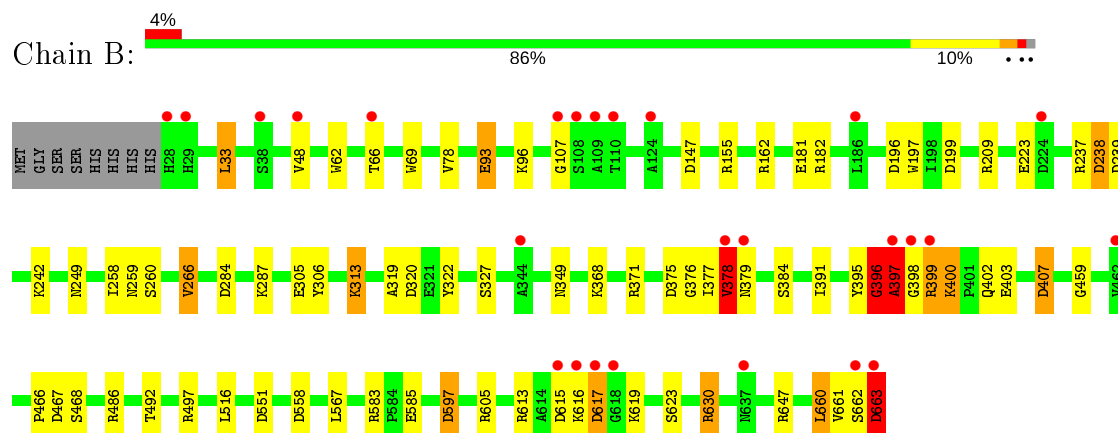 4%
Chain B:
86% 10% • ••
MET GLY SER SER HIS HIS HIS HIS H28 H29 L33 S38 V48 W62 T66 W69 V78 E93 K96 G107 S108 A109 T110 A124 D147 R155 R162 E181 R182 L186 D196 W197 I198 D199 R209 E223 D224 R237 D238 D239
K242 N249 I258 N259 S260 V266 D284 K287 E305 Y306 K313 A319 D320 E321 Y322 S327 A344 N349 K368 R371 D375 G376 I377 V378 N379 S384 I391 Y395 G396 A397 G398 R399 K400 P401 Q402 E403 D407 G459 V462
P466 D467 S468 R486 T492 R497 L516 D551 D558 L567 R583 P584 E585 D597 R605 R613 A614 D615 K616 D617 G618 K619 S623 R630 N637 R647 L660 V661 S662 D663